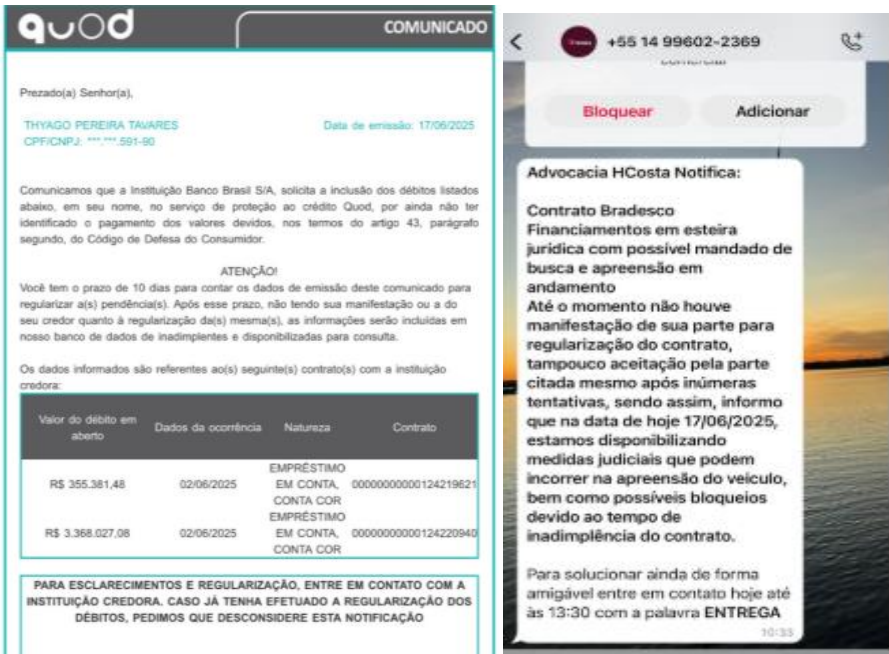 quod
COMUNICADO
Prezado(a) Senhor(a),
THYAGO PEREIRA TAVARES
Data de emissão: 17/06/2025
CPF/CNPJ: ***.***.591-90
Comunicamos que a Instituição Banco Brasil S/A, solicita a inclusão dos débitos listados
abaixo, em seu nome, no serviço de proteção ao crédito Quod, por ainda não ter
identificado o pagamento dos valores devidos, nos termos do artigo 43, parágrafo
segundo, do Código de Defesa do Consumidor.
ATENÇÃO!
Você tem o prazo de 10 dias para contar os dados de emissão deste comunicado para
regularizar a(s) pendência(s). Após esse prazo, não tendo sua manifestação ou a do
seu credor quanto à regularização da(s) mesma(s), as informações serão incluídas em
nosso banco de dados de inadimplentes e disponibilizadas para consulta.
Os dados informados são referentes ao(s) seguinte(s) contrato(s) com a instituição
credora:
Valor do débito em
aberto
Dados da ocorrência
Natureza
Contrato
R$ 355.381,48
02/06/2025
EMPRÉSTIMO
EM CONTA,
CONTA COR
00000000000124219621
R$ 3.368.027,08
02/06/2025
EMPRÉSTIMO
EM CONTA,
CONTA COR
00000000000124220940
PARA ESCLARECIMENTOS E REGULARIZAÇÃO, ENTRE EM CONTATO COM A
INSTITUIÇÃO CREDORA. CASO JÁ TENHA EFETUADO A REGULARIZAÇÃO DOS
DÉBITOS, PEDIMOS QUE DESCONSIDERE ESTA NOTIFICAÇÃO
+55 14 99602-2369
Bloquear
Adicionar
Advocacia HCosta Notifica:
Contrato Bradesco
Financiamentos em esteira
juridica com possível mandado de
busca e apreensão em
andamento
Até o momento não houve
manifestação de sua parte para
regularização do contrato,
tampouco aceitação pela parte
citada mesmo após inúmeras
tentativas, sendo assim, informo
que na data de hoje 17/06/2025,
estamos disponibilizando
medidas judiciais que podem
incorrer na apreensão do veiculo,
bem como possíveis bloqueios
devido ao tempo de
inadimplência do contrato.
Para solucionar ainda de forma
amigável entre em contato hoje até
às 13:30 com a palavra ENTREGA
10:33